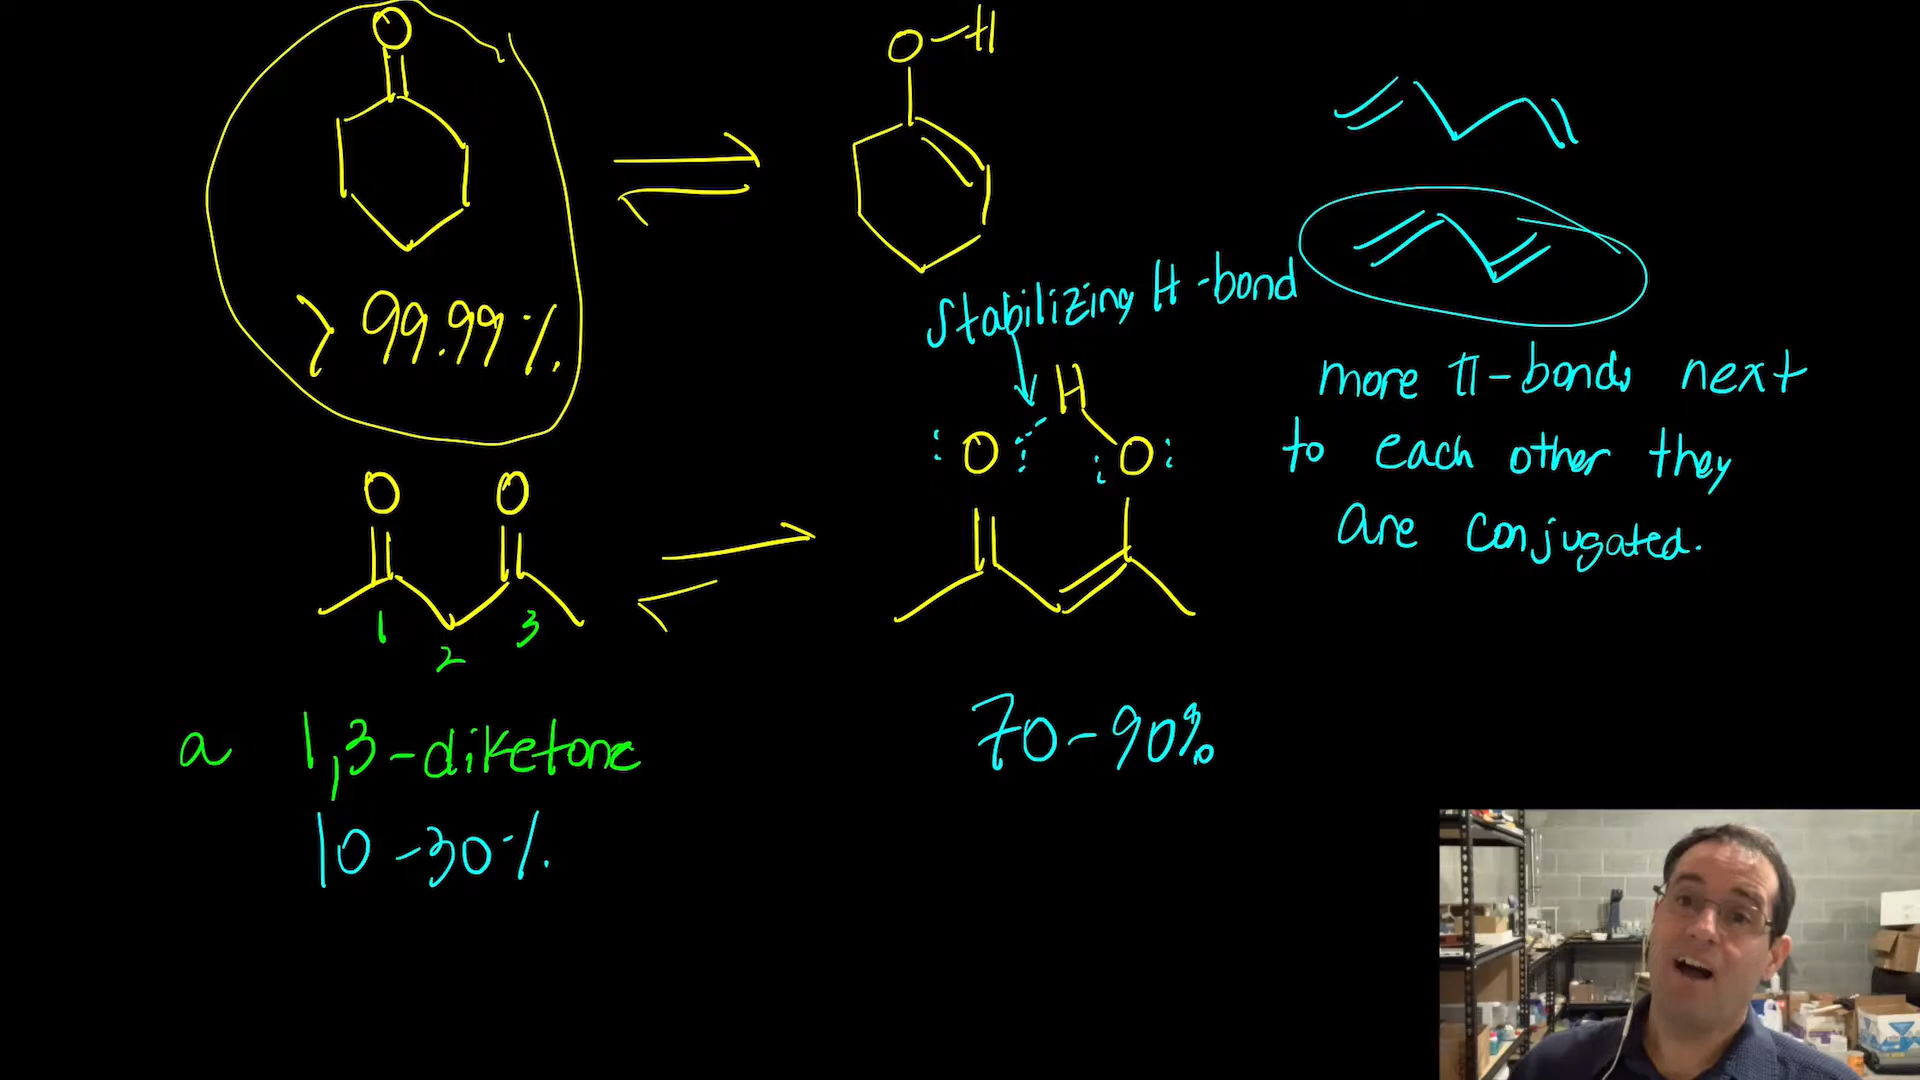 O
O-H
> 99.99%.
Stabilizing H-bond
H
:O: :O:
more π-bonds next
to each other they
are conjugated.
O O
1 2 3
a 1,3-diketone
10-30%.
70-90%